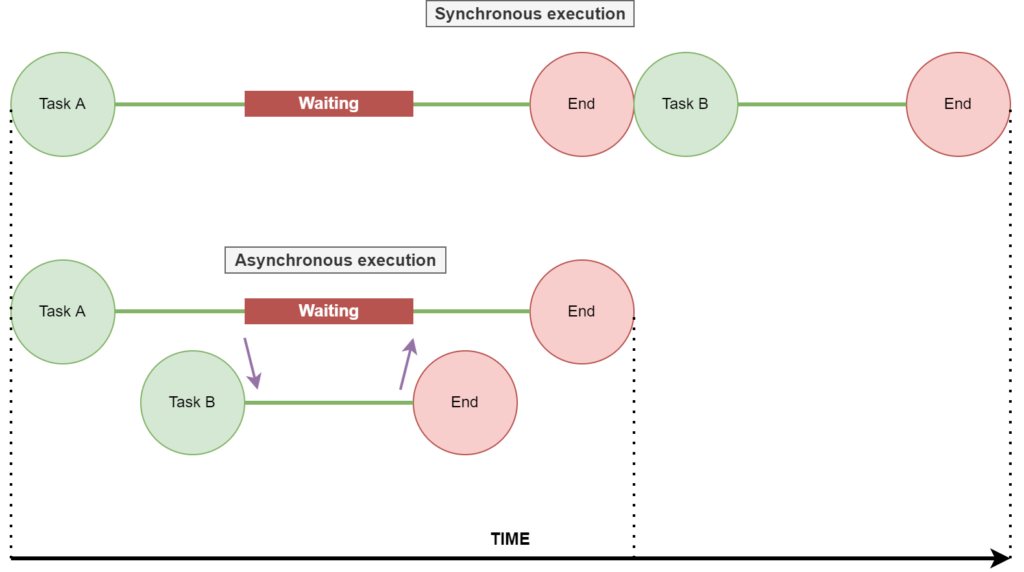 Synchronous execution
Task A
Waiting
End
Task B
End
Asynchronous execution
Task A
Waiting
End
Task B
End
TIME